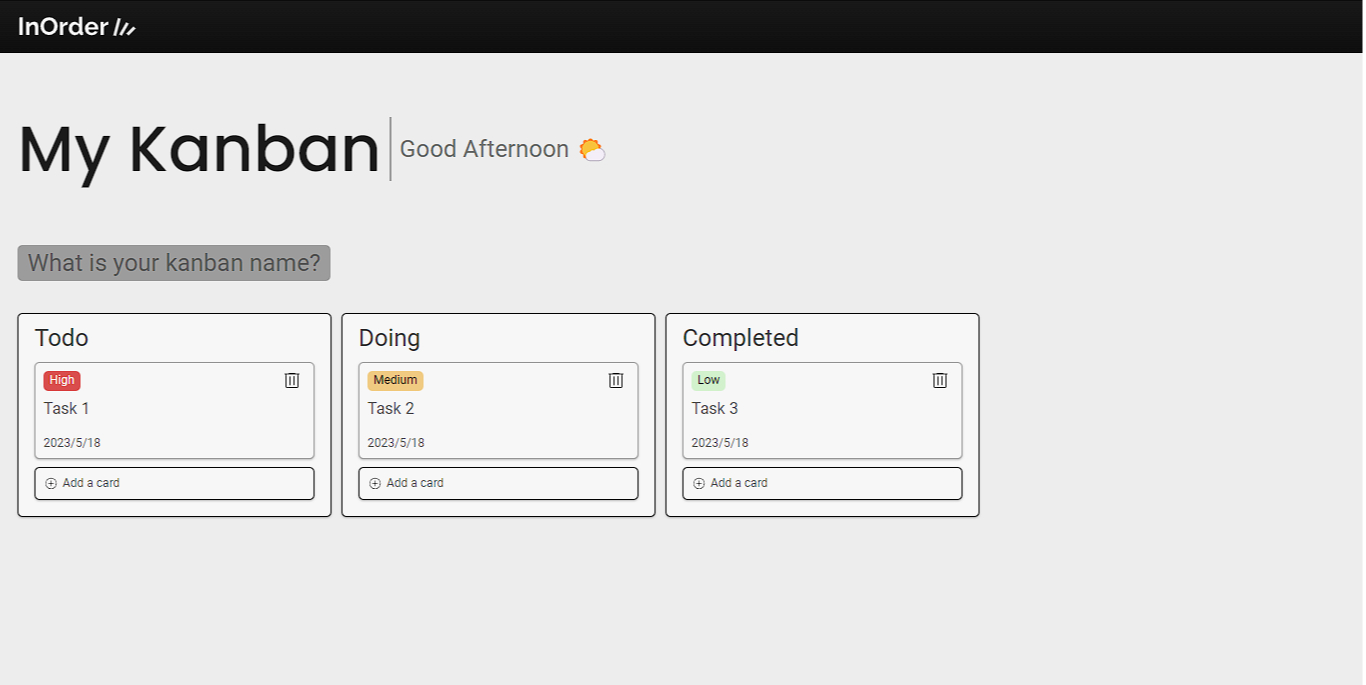 InOrder
My Kanban
Good Afternoon
What is your kanban name?
Todo
High
Task 1
2023/5/18
Add a card
Doing
Medium
Task 2
2023/5/18
Add a card
Completed
Low
Task 3
2023/5/18
Add a card